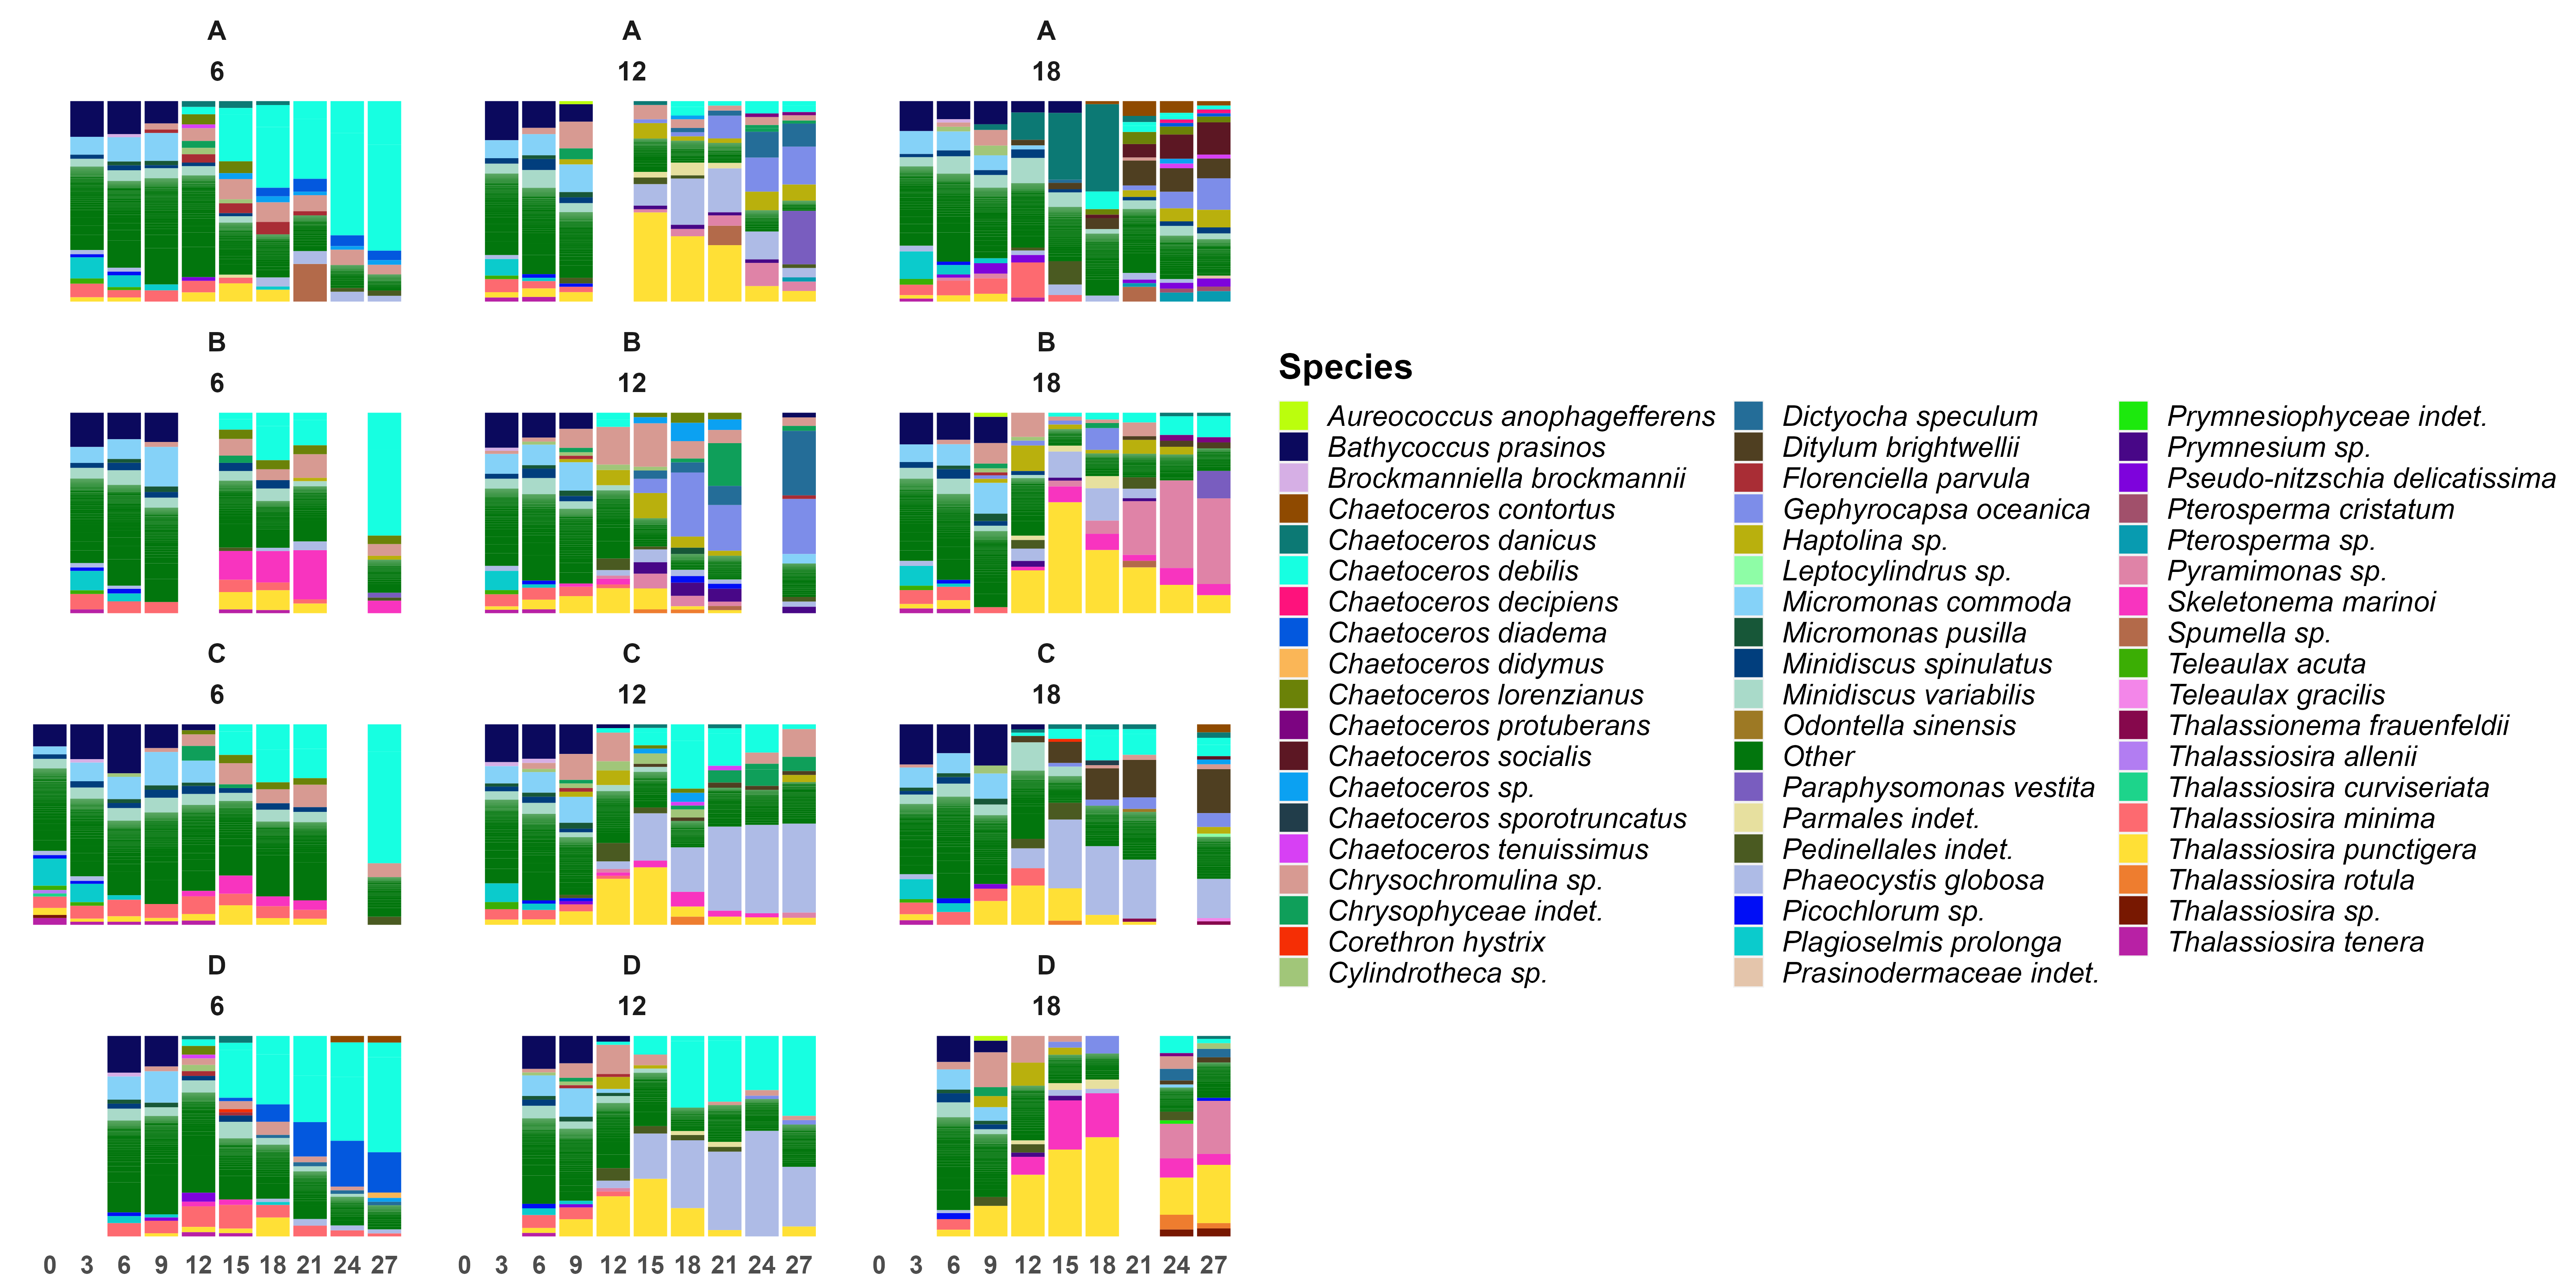 A
A
A
6
12
18
B
B
B
6
12
18
Species
Aureococcus anophagefferens
Bathycoccus prasinos
Brockmanniella brockmannii
Chaetoceros contortus
Chaetoceros danicus
Chaetoceros debilis
Chaetoceros decipiens
Chaetoceros diadema
Chaetoceros didymus
Chaetoceros lorenzianus
Chaetoceros protuberans
Chaetoceros socialis
Chaetoceros sp.
Chaetoceros sporotruncatus
Chaetoceros tenuissimus
Chrysochromulina sp.
Chrysophyceae indet.
Corethron hystrix
Cylindrotheca sp.
Dictyocha speculum
Ditylum brightwellii
Florenciella parvula
Gephyrocapsa oceanica
Haptolina sp.
Leptocylindrus sp.
Micromonas commoda
Micromonas pusilla
Minidiscus spinulatus
Minidiscus variabilis
Odontella sinensis
Other
Paraphysomonas vestita
Parmales indet.
Pedinellales indet.
Phaeocystis globosa
Picochlorum sp.
Plagioselmis prolonga
Prasinodermaceae indet.
Prymnesiophyceae indet.
Prymnesium sp.
Pseudo-nitzschia delicatissima
Pterosperma cristatum
Pterosperma sp.
Pyramimonas sp.
Skeletonema marinoi
Spumella sp.
Teleaulax acuta
Teleaulax gracilis
Thalassionema frauenfeldii
Thalassiosira allenii
Thalassiosira curviseriata
Thalassiosira minima
Thalassiosira punctigera
Thalassiosira rotula
Thalassiosira sp.
Thalassiosira tenera
C
C
C
6
12
18
D
D
D
6
12
18
0 3 6 9 12 15 18 21 24 27
0 3 6 9 12 15 18 21 24 27
0 3 6 9 12 15 18 21 24 27